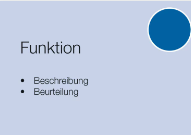 Funktion
• Beschreibung
• Beurteilung